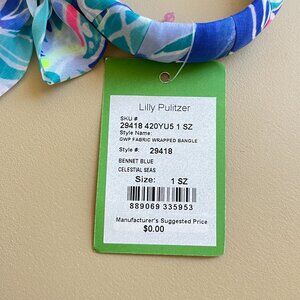 Lilly Pulitzer
SKU #
29418 420YU5 1 SZ
Style Name:
GWP FABRIC WRAPPED BANGLE
Style #: 29418
BENNET BLUE
CELESTIAL SEAS
Size: 1 SZ
889069 335953
Manufacturer's Suggested Price
$0.00